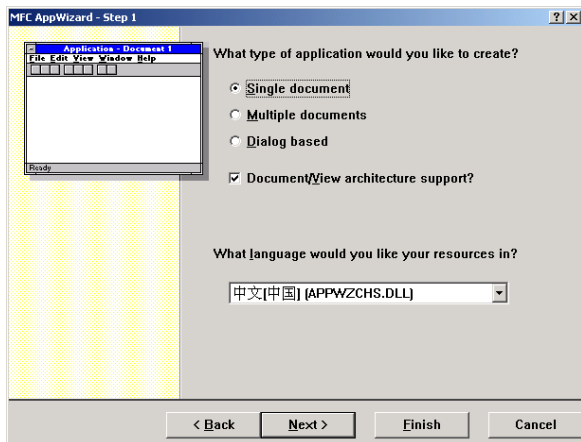 MFC AppWizard - Step 1
Application - Document 1
File Edit View Window Help
Ready
What type of application would you like to create?
Single document
Multiple documents
Dialog based
Document/View architecture support?
What language would you like your resources in?
中文[中国] (APPWZCHS.DLL)
< Back
Next >
Finish
Cancel